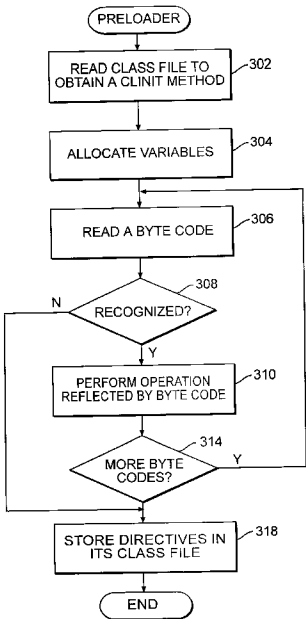 PRELOADER
READ CLASS FILE TO
OBTAIN A CLINIT METHOD
302
ALLOCATE VARIABLES
304
READ A BYTE CODE
306
308
N
RECOGNIZED?
Y
PERFORM OPERATION
REFLECTED BY BYTE CODE
310
314
MORE BYTE
CODES?
Y
STORE DIRECTIVES IN
ITS CLASS FILE
318
END